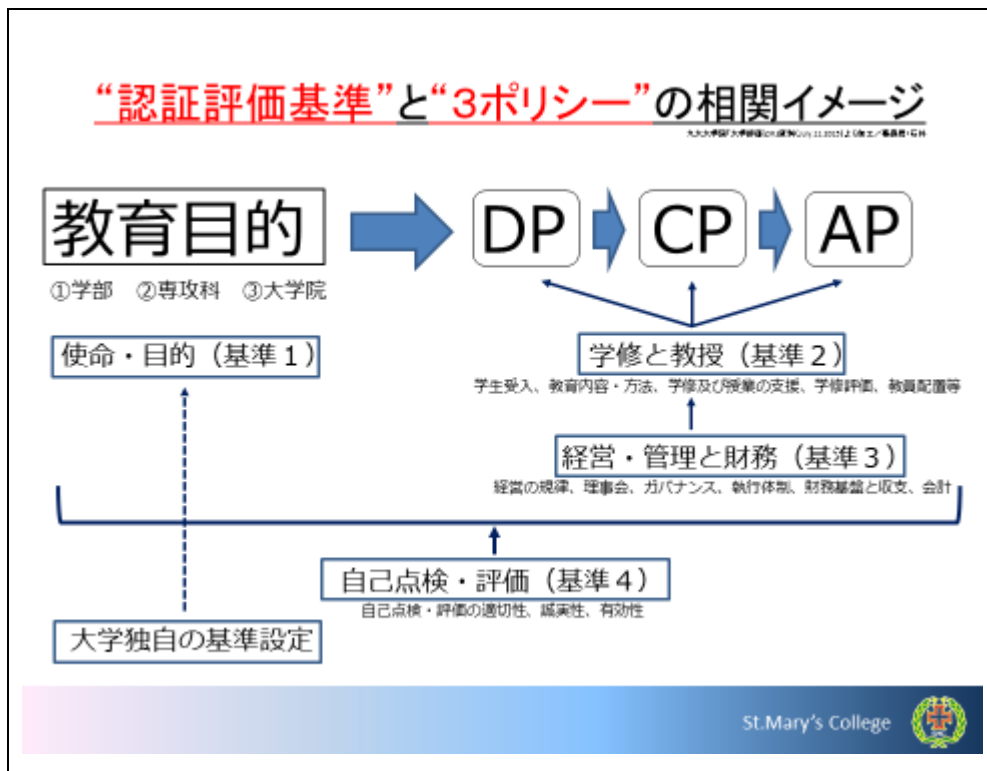 “認証評価基準”と“3ポリシー”の相関イメージ
教育目的
DP
CP
AP
①学部 ②専攻科 ③大学院
使命・目的(基準1)
学修と教授(基準2)
学生受入、教育内容・方法、学修及び授業の支援、学修評価、教員配置等
経営・管理と財務(基準3)
経営の規律、理事会、ガバナンス、執行体制、財務基盤と収支、会計
自己点検・評価(基準4)
自己点検・評価の適切性、誠実性、有効性
大学独自の基準設定
St.Mary's College